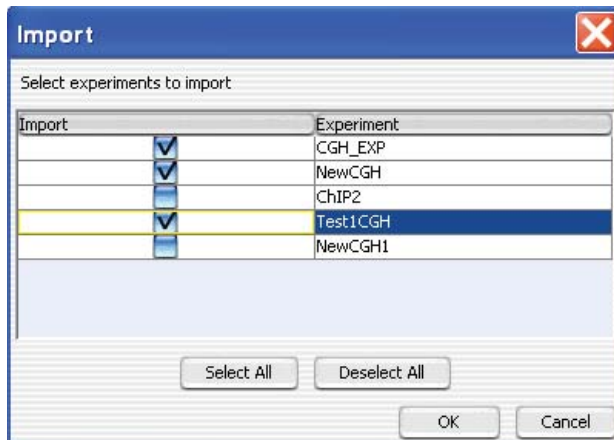 Import
Select experiments to import
Import Experiment
CGH_EXP
NewCGH
ChIP2
Test1CGH
NewCGH1
Select All Deselect All
OK Cancel